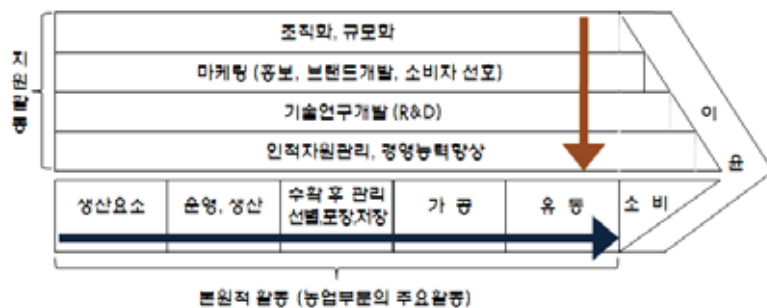 조직화, 규모화
마케팅 (홍보, 브랜드개발, 소비자 선호)
기술연구개발 (R&D)
인적자원관리, 경영능력향상
지원활동
이윤
생산요소
운영, 생산
수확 후 관리
선별,포장,저장
가 공
유 통
소 비
본원적 활동 (농업부문의 주요활동)